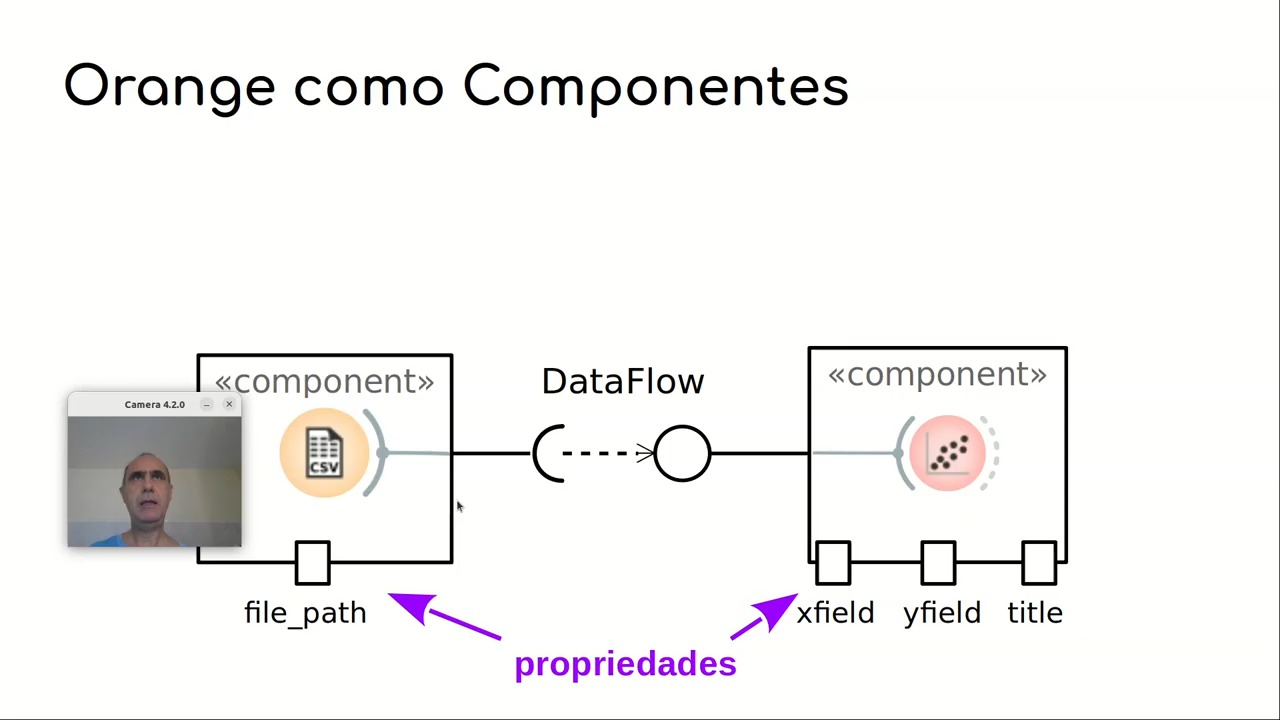 Orange como Componentes
«component»
DataFlow
«component»
Camera 4.2.0
CSV
file_path
xfield
yfield
title
propriedades